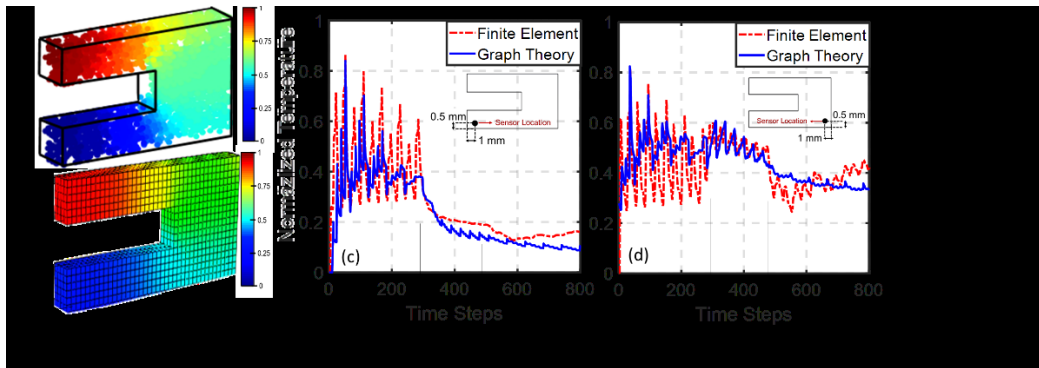 1
0.75
0.5
0.25
0
1
0.75
0.5
0.25
0
Normalized Temperature
1
0.8
0.6
0.4
0.2
0
Finite Element
Graph Theory
0.5 mm
Sensor Location
1 mm
(c)
0 200 400 600 800
Time Steps
1
0.8
0.6
0.4
0.2
0
Finite Element
Graph Theory
0.5 mm
Sensor Location
1 mm
(d)
0 200 400 600 800
Time Steps